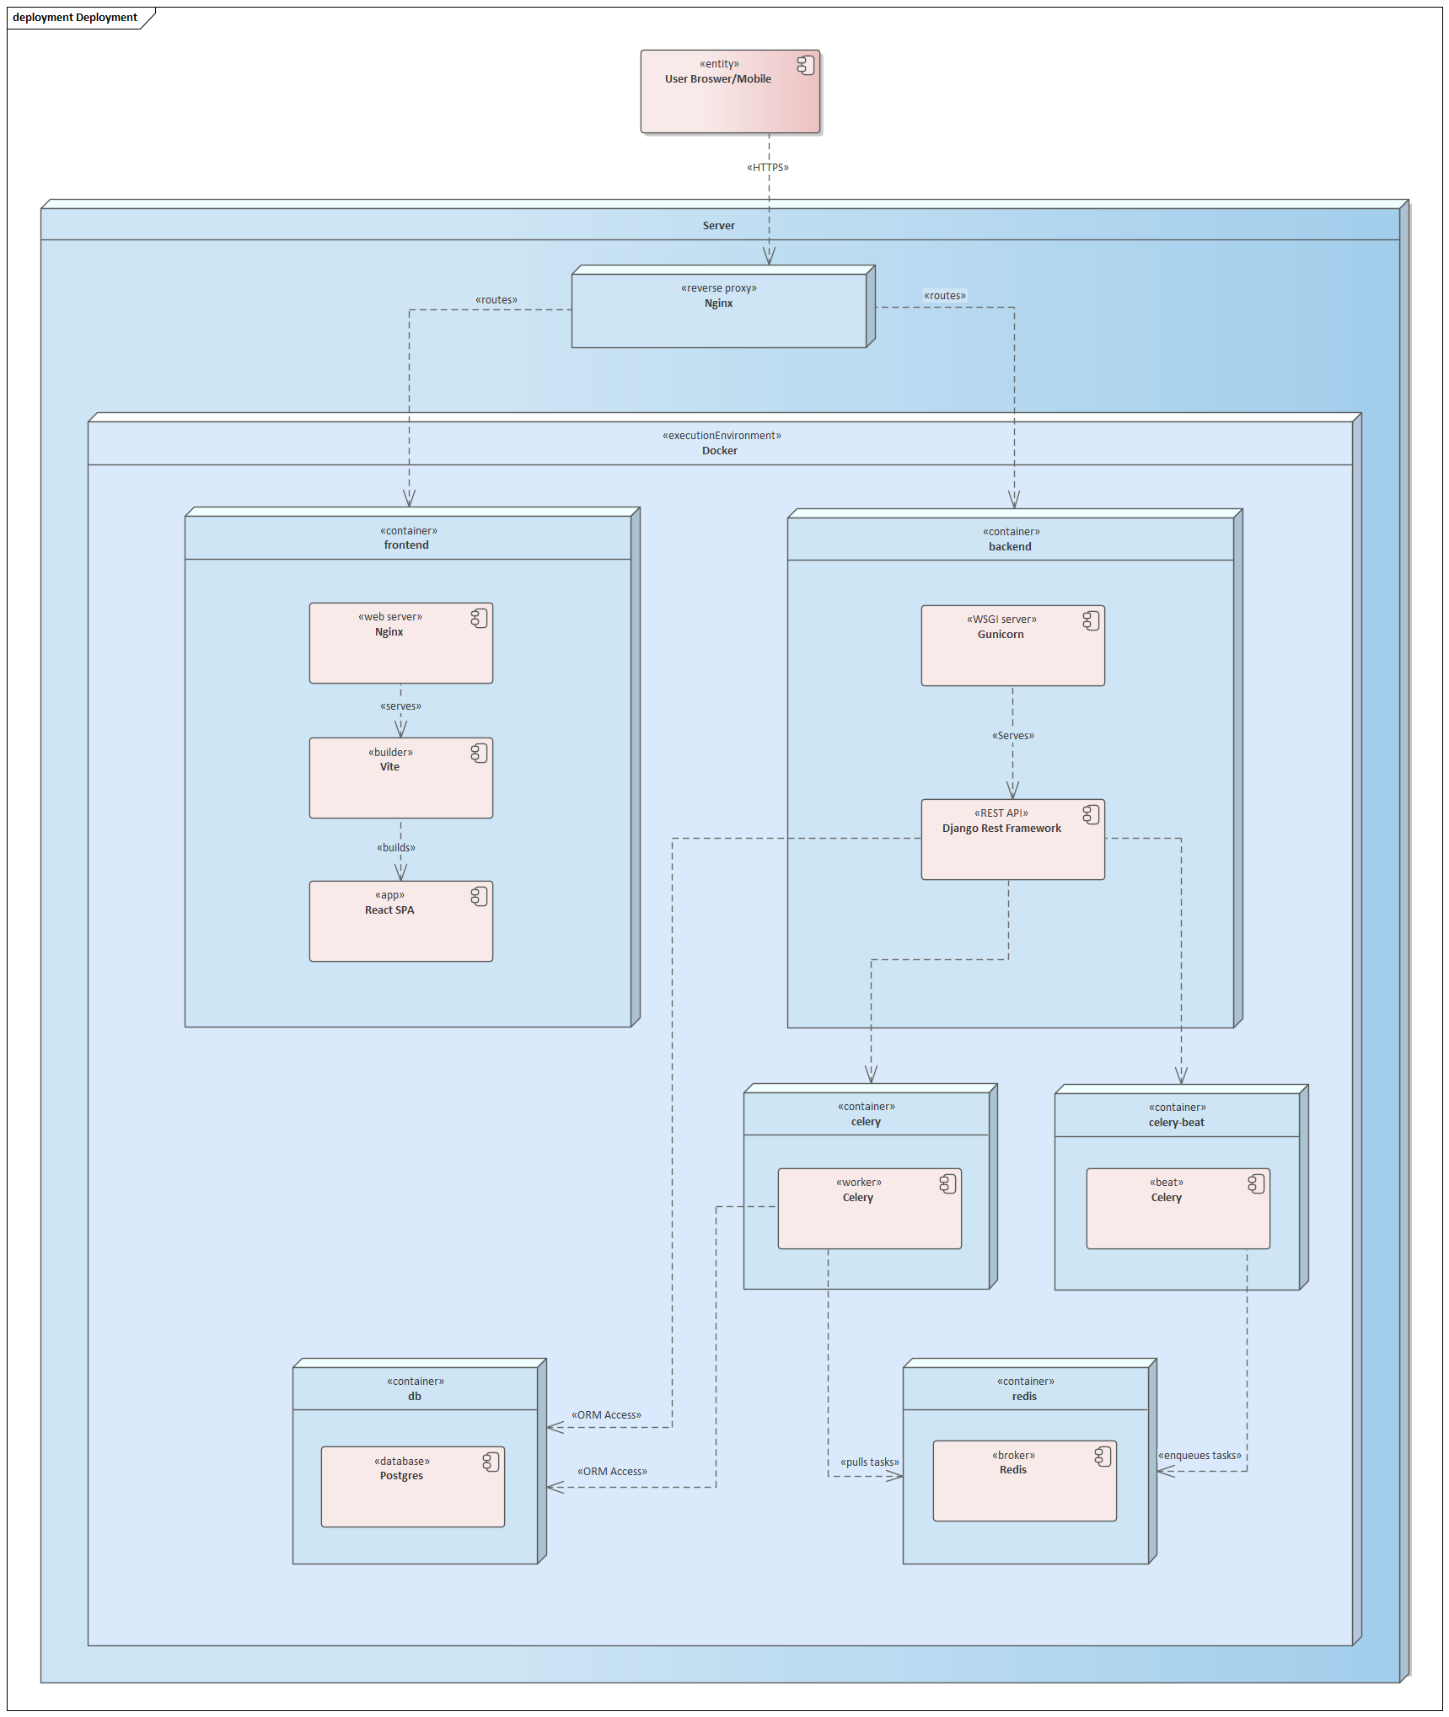 deployment Deployment
«entity»
User Broswer/Mobile
«HTTPS»
Server
«reverse proxy»
Nginx
«routes»
«routes»
«executionEnvironment»
Docker
«container»
frontend
«web server»
Nginx
«serves»
«builder»
Vite
«builds»
«app»
React SPA
«container»
backend
«WSGI server»
Gunicorn
«Serves»
«REST API»
Django Rest Framework
«container»
celery
«worker»
Celery
«container»
celery-beat
«beat»
Celery
«container»
db
«database»
Postgres
«ORM Access»
«ORM Access»
«container»
redis
«broker»
Redis
«pulls tasks»
«enqueues tasks»